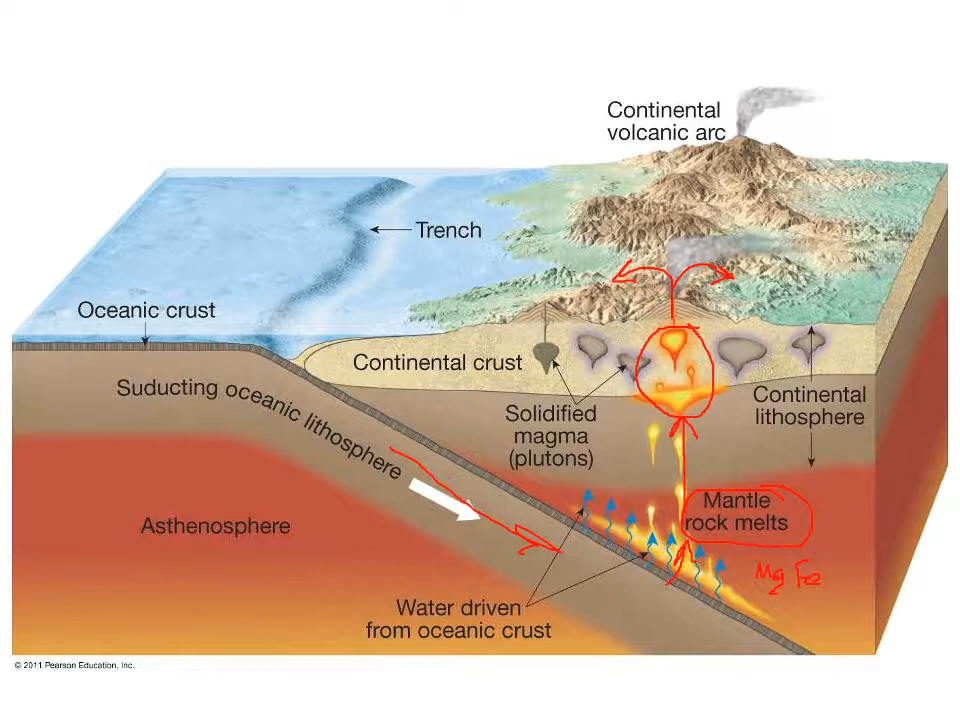 Continental
volcanic arc
Trench
Oceanic crust
Continental crust
Suducting oceanic lithosphere
Solidified
magma
(plutons)
Continental
lithosphere
Mantle
rock melts
Asthenosphere
Mg Fe
Water driven
from oceanic crust
© 2011 Pearson Education, Inc.